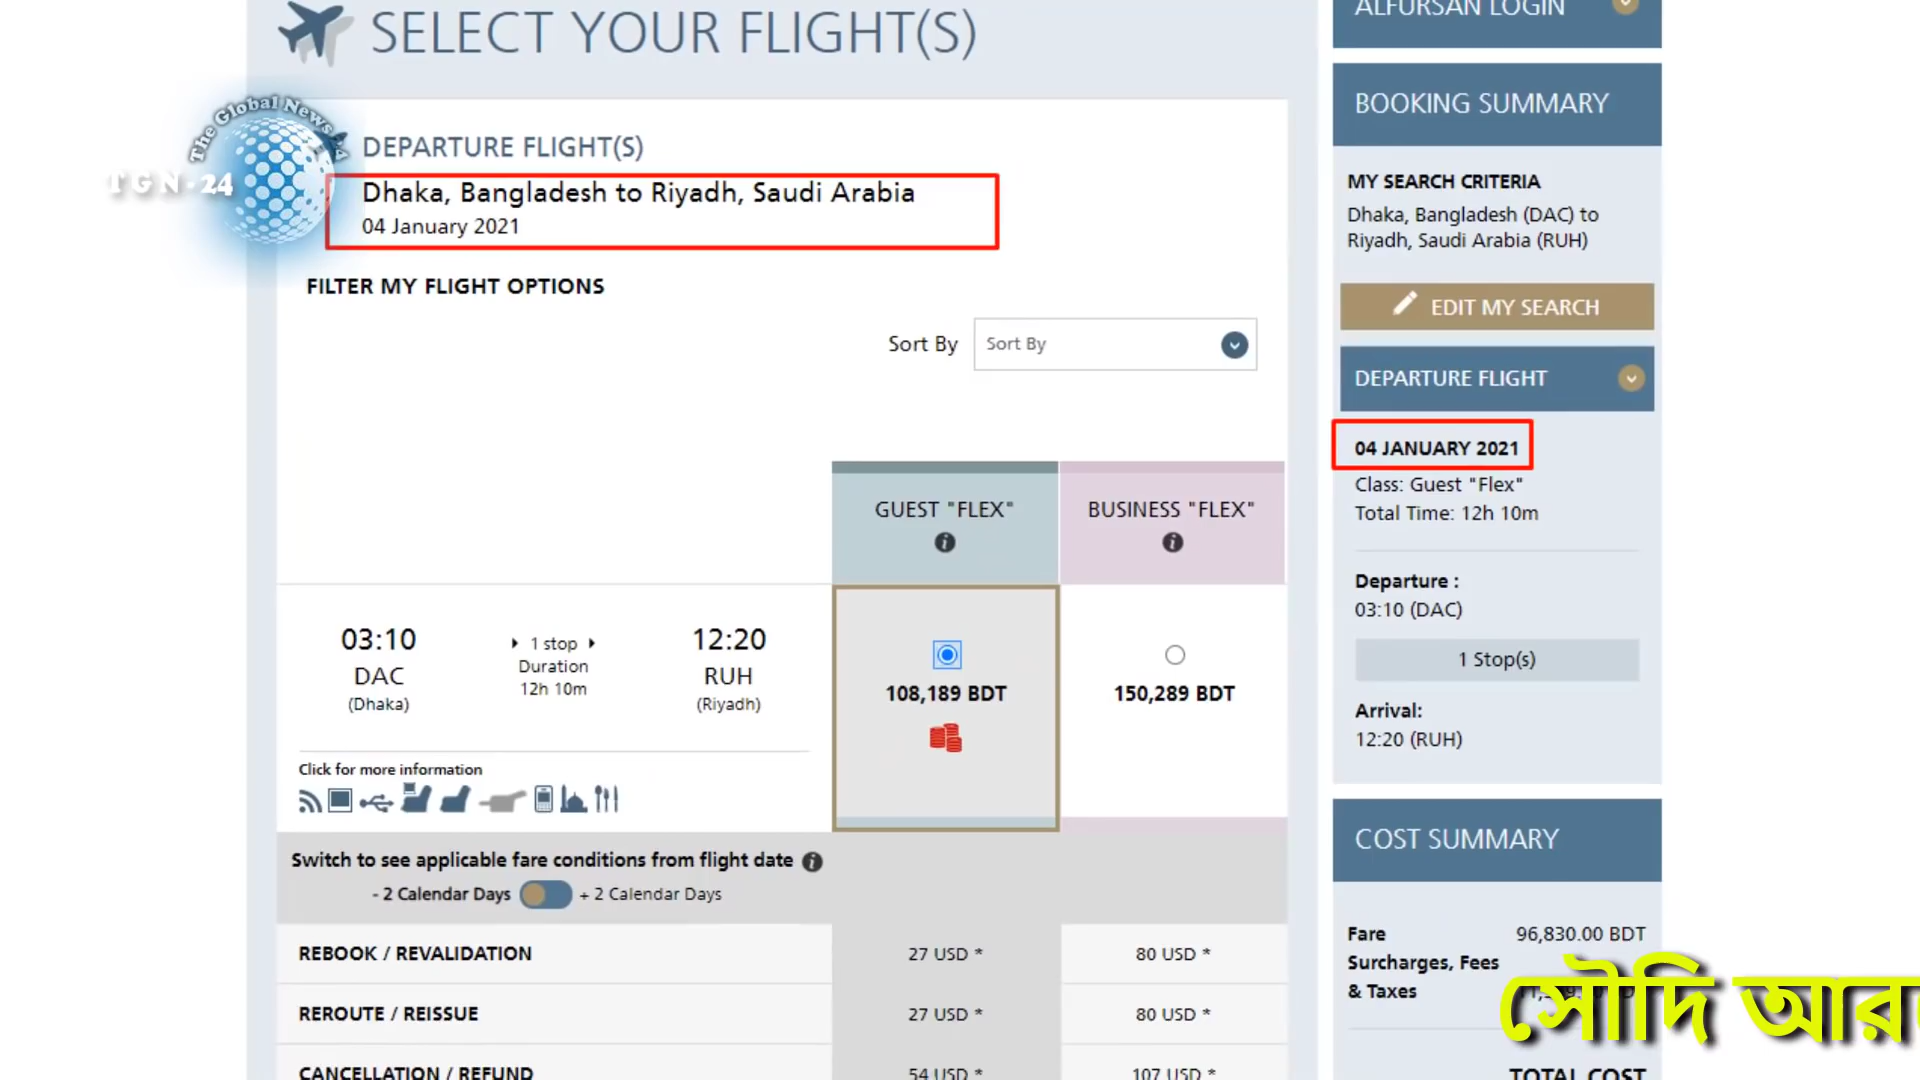 ALFURSAN LOGIN
SELECT YOUR FLIGHT(S)
BOOKING SUMMARY
The Global News 24
TGN-24
DEPARTURE FLIGHT(S)
Dhaka, Bangladesh to Riyadh, Saudi Arabia
04 January 2021
MY SEARCH CRITERIA
Dhaka, Bangladesh (DAC) to
Riyadh, Saudi Arabia (RUH)
FILTER MY FLIGHT OPTIONS
EDIT MY SEARCH
Sort By
Sort By
DEPARTURE FLIGHT
04 JANUARY 2021
Class: Guest "Flex"
Total Time: 12h 10m
GUEST "FLEX"
BUSINESS "FLEX"
Departure :
03:10 (DAC)
1 Stop(s)
Arrival:
12:20 (RUH)
03:10
DAC
(Dhaka)
1 stop
Duration
12h 10m
12:20
RUH
(Riyadh)
108,189 BDT
150,289 BDT
Click for more information
Switch to see applicable fare conditions from flight date
- 2 Calendar Days
+ 2 Calendar Days
REBOOK / REVALIDATION
27 USD *
80 USD *
REROUTE / REISSUE
27 USD *
80 USD *
CANCELLATION / REFUND
54 USD *
107 USD *
COST SUMMARY
Fare
96,830.00 BDT
Surcharges, Fees
& Taxes
TOTAL COST
সৌদি